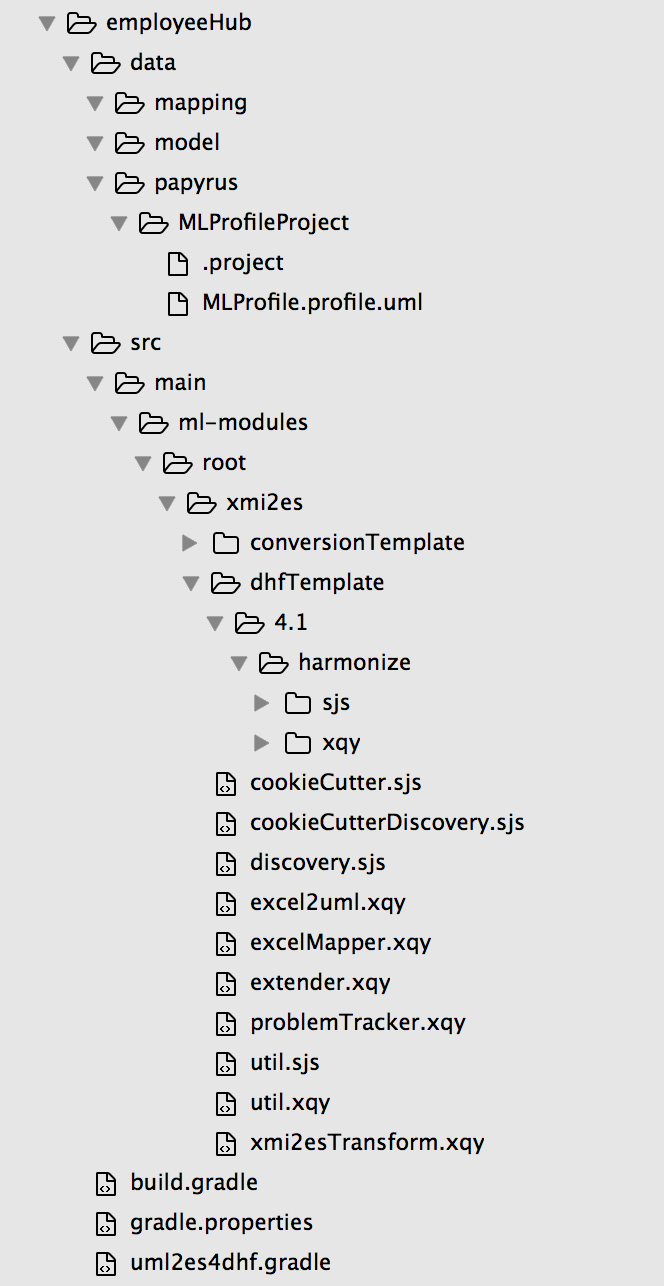 employeeHub
data
mapping
model
papyrus
MLProfileProject
.project
MLProfile.profile.uml
src
main
ml-modules
root
xmi2es
conversionTemplate
dhfTemplate
4.1
harmonize
sjs
xqy
cookieCutter.sjs
cookieCutterDiscovery.sjs
discovery.sjs
excel2uml.xqy
excelMapper.xqy
extender.xqy
problemTracker.xqy
util.sjs
util.xqy
xmi2esTransform.xqy
build.gradle
gradle.properties
uml2es4dhf.gradle